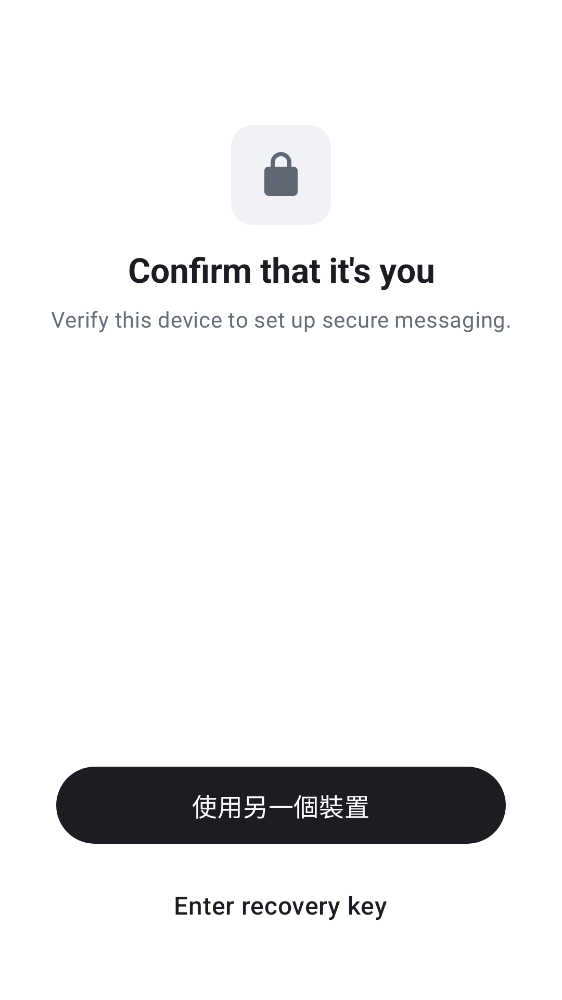 Confirm that it's you
Verify this device to set up secure messaging.
使用另一個裝置
Enter recovery key